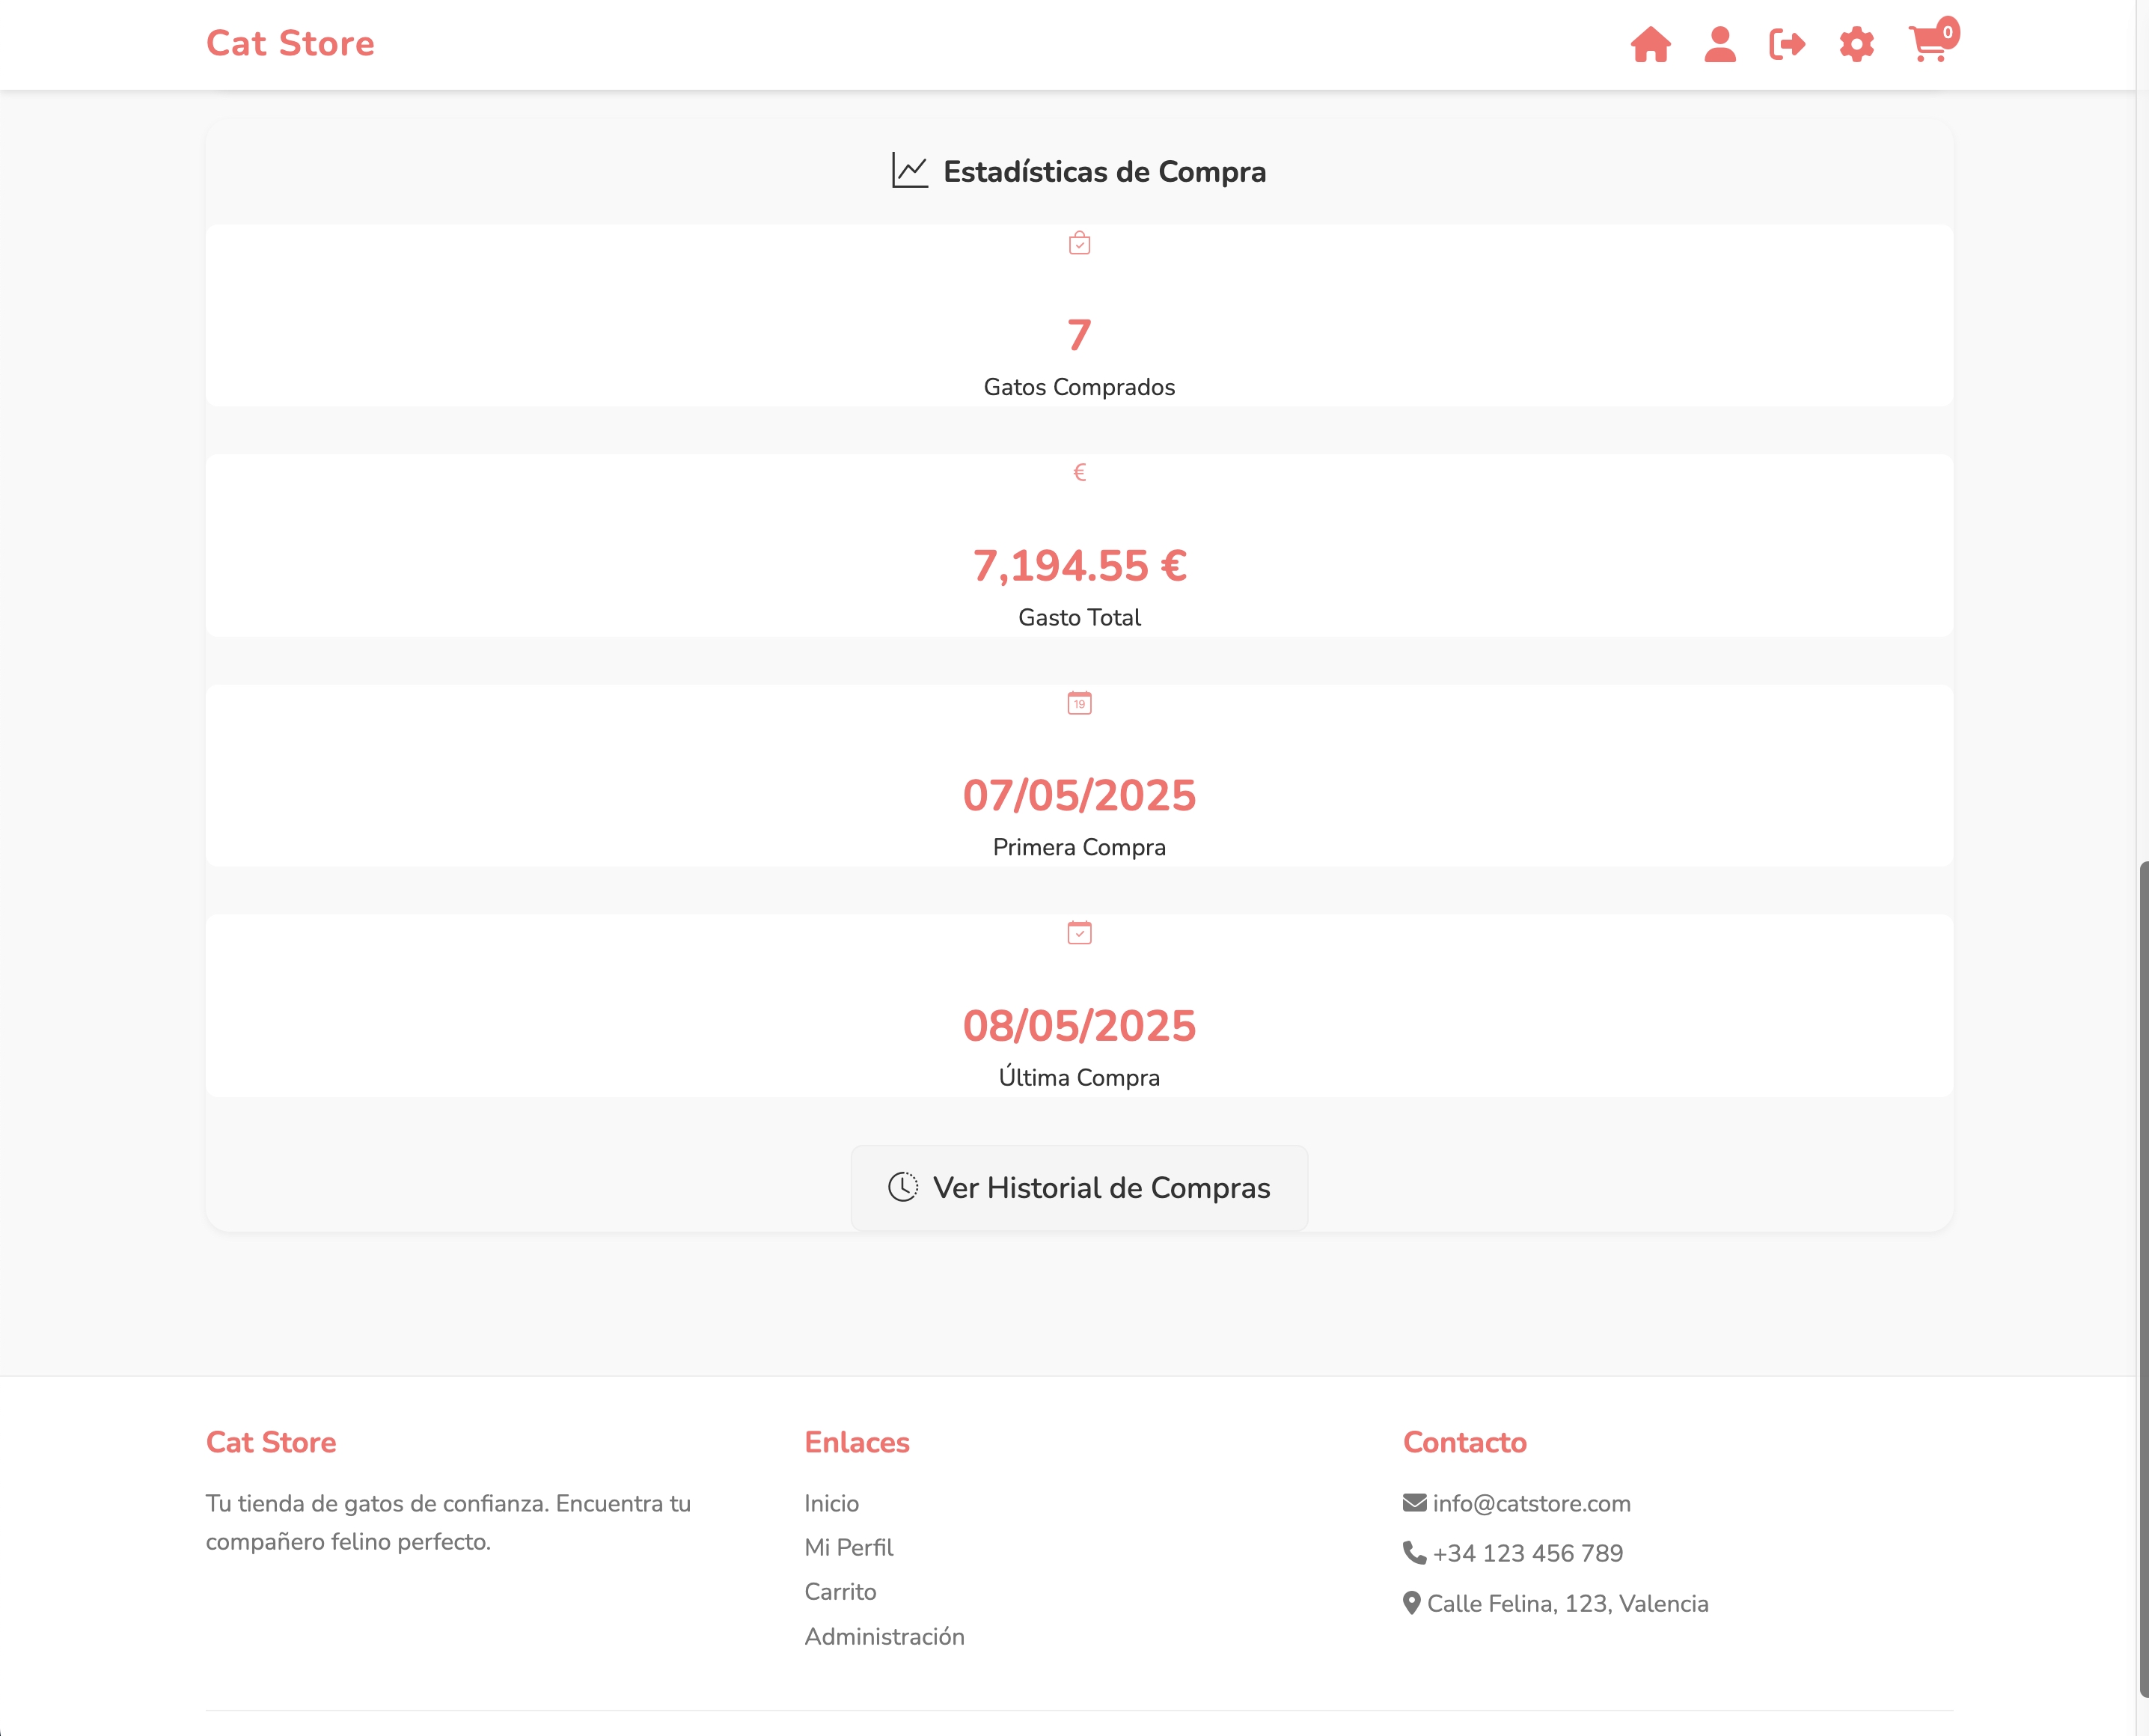 Cat Store
0
Estadísticas de Compra
7
Gatos Comprados
€
7,194.55 €
Gasto Total
19
07/05/2025
Primera Compra
08/05/2025
Última Compra
Ver Historial de Compras
Cat Store
Tu tienda de gatos de confianza. Encuentra tu
compañero felino perfecto.
Enlaces
Inicio
Mi Perfil
Carrito
Administración
Contacto
info@catstore.com
+34 123 456 789
Calle Felina, 123, Valencia